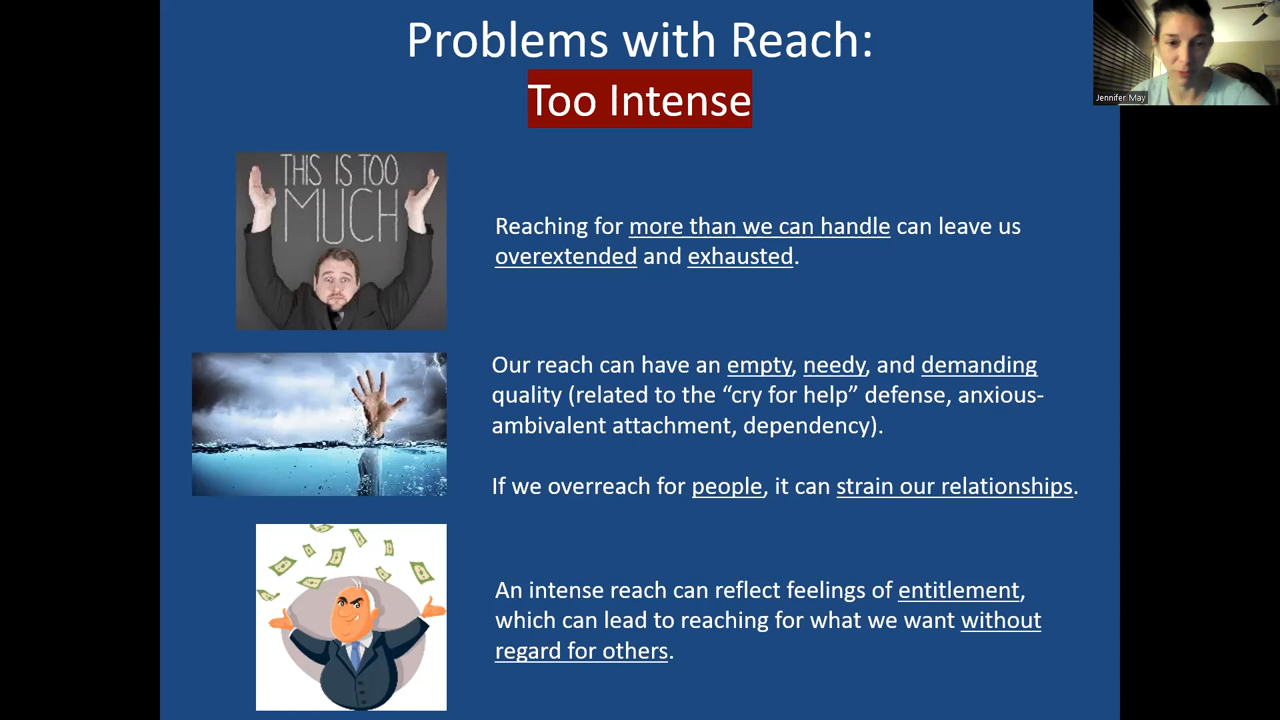 Problems with Reach:
Too Intense
Jennifer May
THIS IS TOO
MUCH
Reaching for more than we can handle can leave us
overextended and exhausted.
Our reach can have an empty, needy, and demanding
quality (related to the “cry for help” defense, anxious-
ambivalent attachment, dependency).
If we overreach for people, it can strain our relationships.
An intense reach can reflect feelings of entitlement,
which can lead to reaching for what we want without
regard for others.